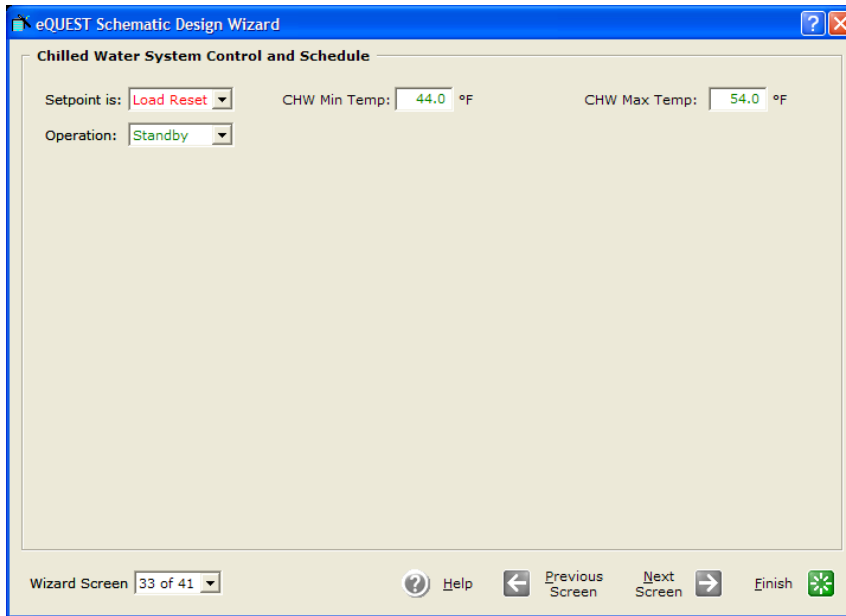 eQUEST Schematic Design Wizard
Chilled Water System Control and Schedule
Setpoint is: Load Reset CHW Min Temp: 44.0 °F CHW Max Temp: 54.0 °F
Operation: Standby
Wizard Screen 33 of 41 Help Previous Screen Next Screen Finish